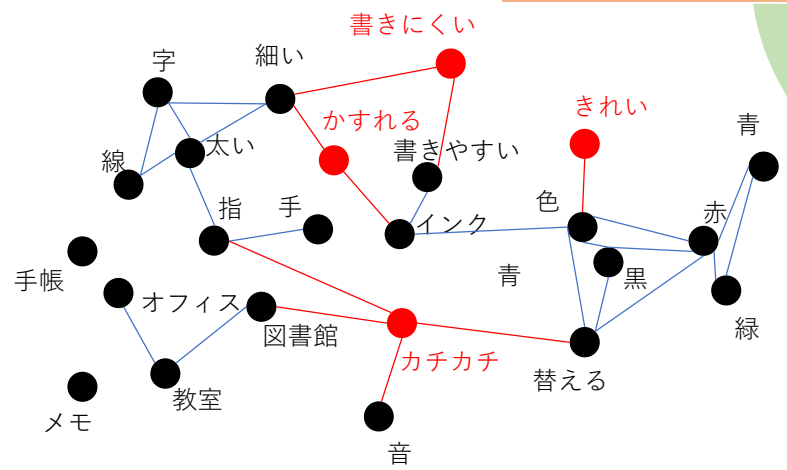 書きにくい
字
細い
きれい
かすれる
青
書きやすい
太い
線
指
手
インク
色
赤
手帳
オフィス
青
黒
図書館
緑
カチカチ
教室
替える
メモ
音